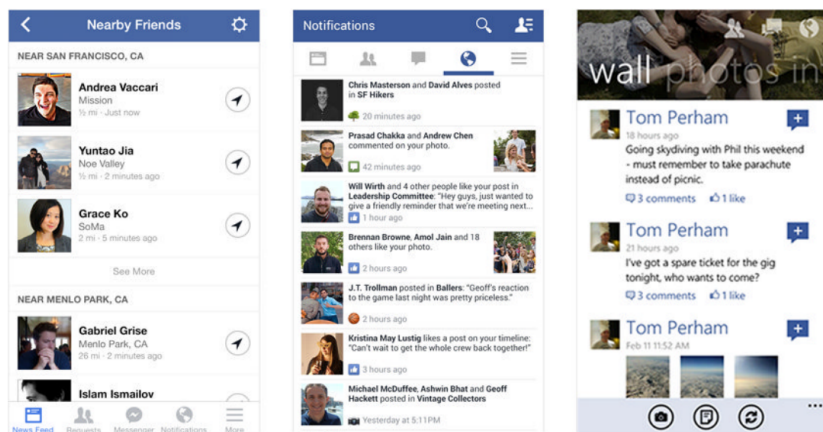 Nearby Friends
NEAR SAN FRANCISCO, CA
Andrea Vaccari
Mission
½ mi · Just now
Yuntao Jia
Noe Valley
½ mi · 2 minutes ago
Grace Ko
SoMa
2 mi · 5 minutes ago
See More
NEAR MENLO PARK, CA
Gabriel Grise
Menlo Park, CA
26 mi · 2 minutes ago
Islam Ismailov
News Feed
Requests
Messenger
Notifications
More
Notifications
Chris Masterson and David Alves posted
in SF Hikers
20 minutes ago
Prasad Chakka and Andrew Chen
commented on your photo.
42 minutes ago
Will Wirth and 4 other people like your post in
Leadership Committee: "Hey guys, just wanted to
give a friendly reminder that we're meeting next...
1 hour ago
Brennan Browne, Amol Jain and 18
others like your photo.
2 hours ago
J.T. Trollman posted in Ballers: "Geoff's reaction
to the game last night was pretty priceless."
2 hours ago
Kristina May Lustig likes a post on your timeline:
"Can't wait to get the whole crew back together!"
3 hours ago
Michael McDuffee, Ashwin Bhat and Geoff
Hackett posted in Vintage Collectors
Yesterday at 5:11PM
wall photos in
Tom Perham
18 hours ago
Going skydiving with Phil this weekend
- must remember to take parachute
instead of picnic.
3 comments 1 like
Tom Perham
21 hours ago
I've got a spare ticket for the gig
tonight, who wants to come?
3 comments 1 like
Tom Perham
Feb 11 11:52 AM